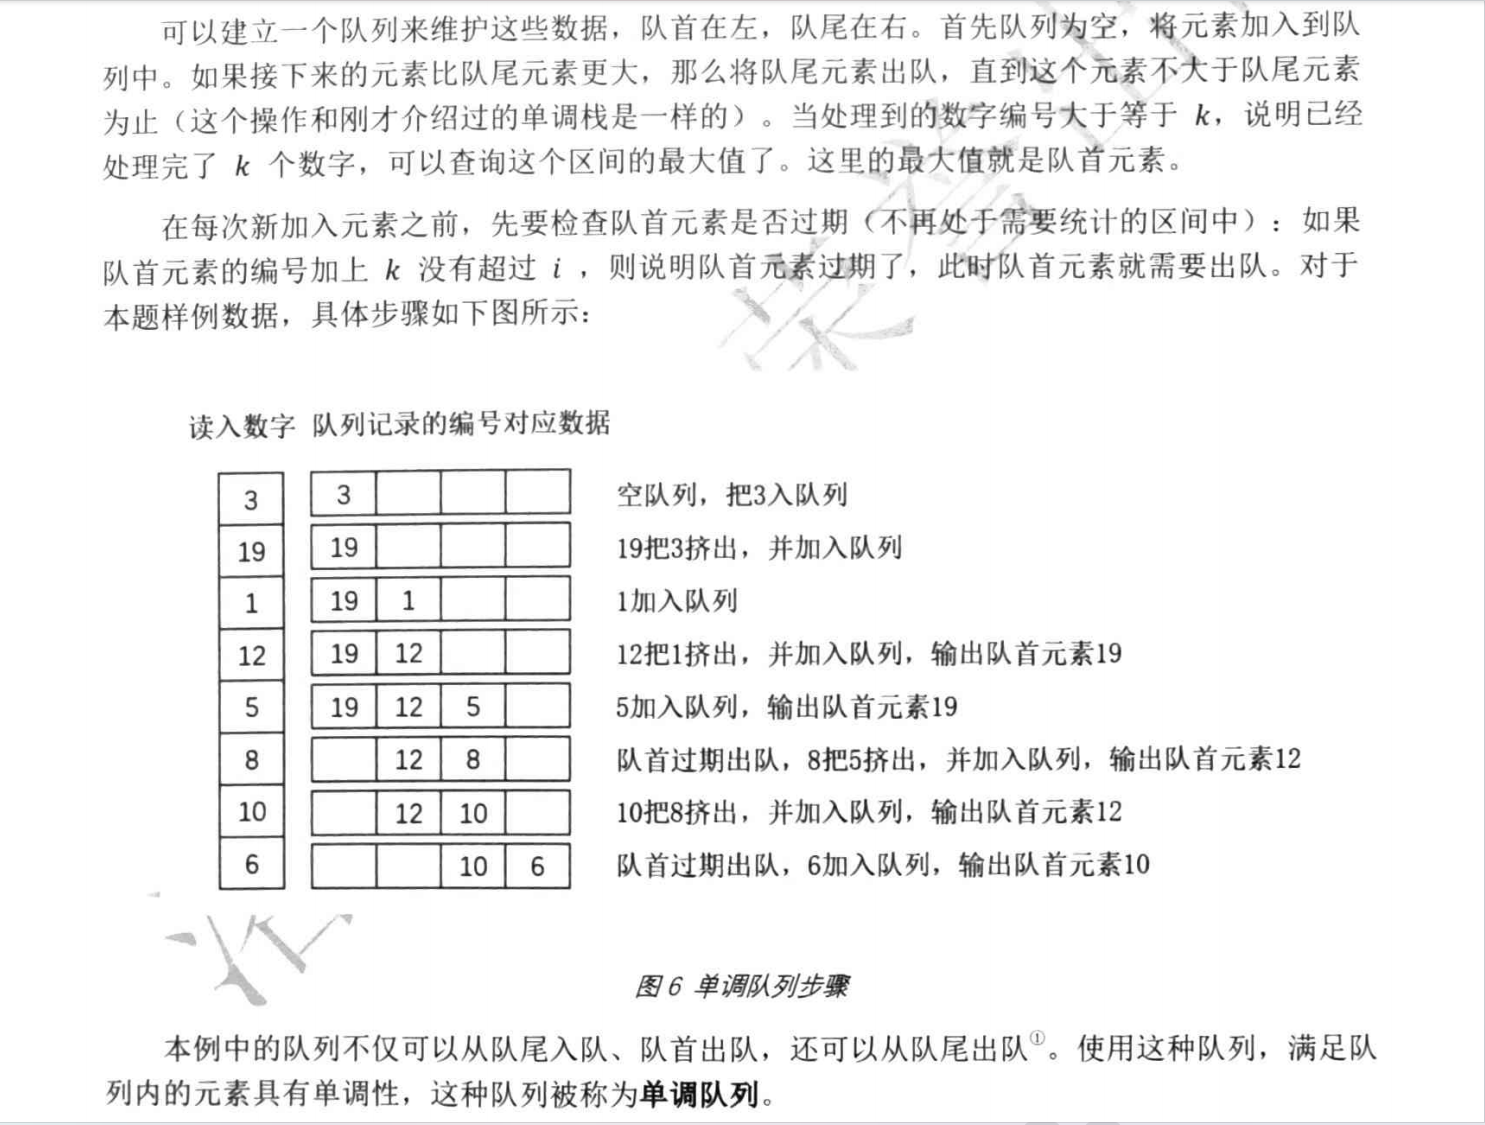 可以建立一个队列来维护这些数据，队首在左，队尾在右。首先队列为空，将元素加入到队
列中。如果接下来的元素比队尾元素更大，那么将队尾元素出队，直到这个元素不大于队尾元素
为止（这个操作和刚才介绍过的单调栈是一样的）。当处理到的数字编号大于等于 k，说明已经
处理完了 k 个数字，可以查询这个区间的最大值了。这里的最大值就是队首元素。
在每次新加入元素之前，先要检查队首元素是否过期（不再处于需要统计的区间中）：如果
队首元素的编号加上 k 没有超过 i ，则说明队首元素过期了，此时队首元素就需要出队。对于
本题样例数据，具体步骤如下图所示：
读入数字 队列记录的编号对应数据
3 3 空队列，把3入队列
19 19 19把3挤出，并加入队列
1 19 1 1加入队列
12 19 12 12把1挤出，并加入队列，输出队首元素19
5 19 12 5 5加入队列，输出队首元素19
8 12 8 队首过期出队，8把5挤出，并加入队列，输出队首元素12
10 12 10 10把8挤出，并加入队列，输出队首元素12
6 10 6 队首过期出队，6加入队列，输出队首元素10
图 6 单调队列步骤
本例中的队列不仅可以从队尾入队、队首出队，还可以从队尾出队①。使用这种队列，满足队
列内的元素具有单调性，这种队列被称为单调队列。